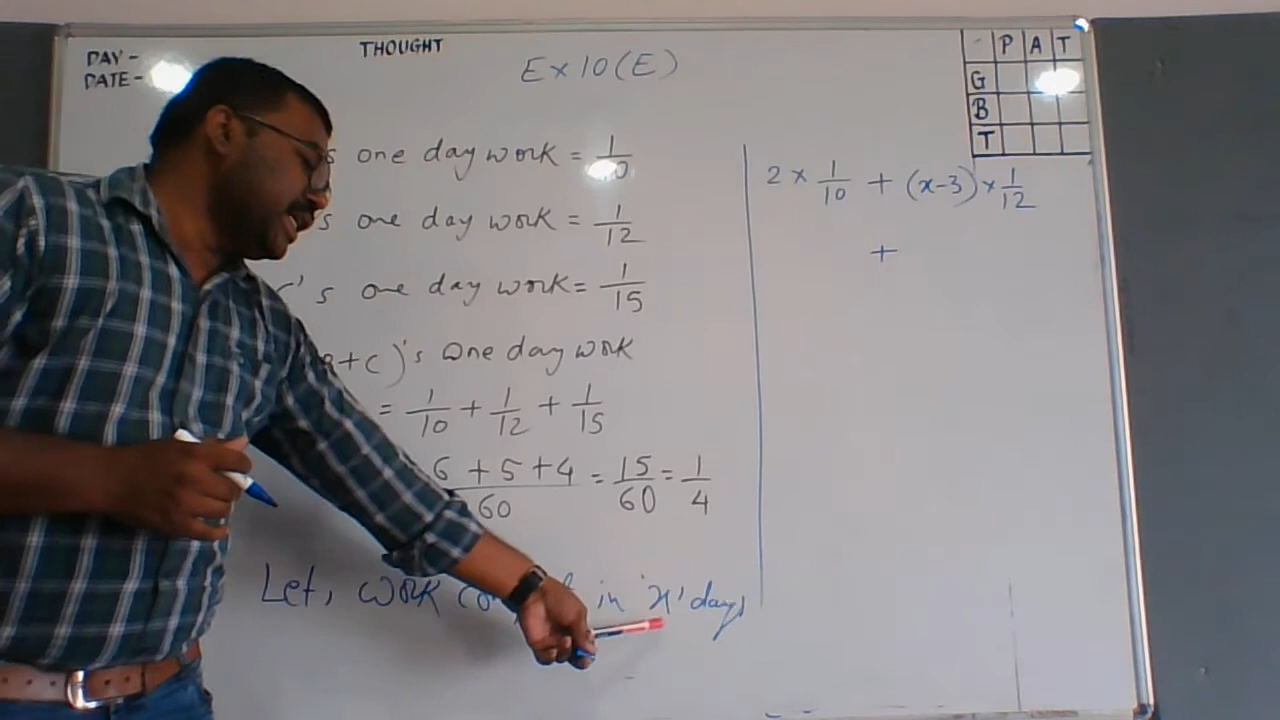 DAY -
DATE -
THOUGHT
Ex 10(E)
P A T
G
B
T
's one day work = 1/10
's one day work = 1/12
's one day work = 1/15
+c)'s one day work
= 1/10 + 1/12 + 1/15
6 + 5 + 4 / 60 = 15/60 = 1/4
Let, work in 'x' days
2 × 1/10 + (x-3) × 1/12
+